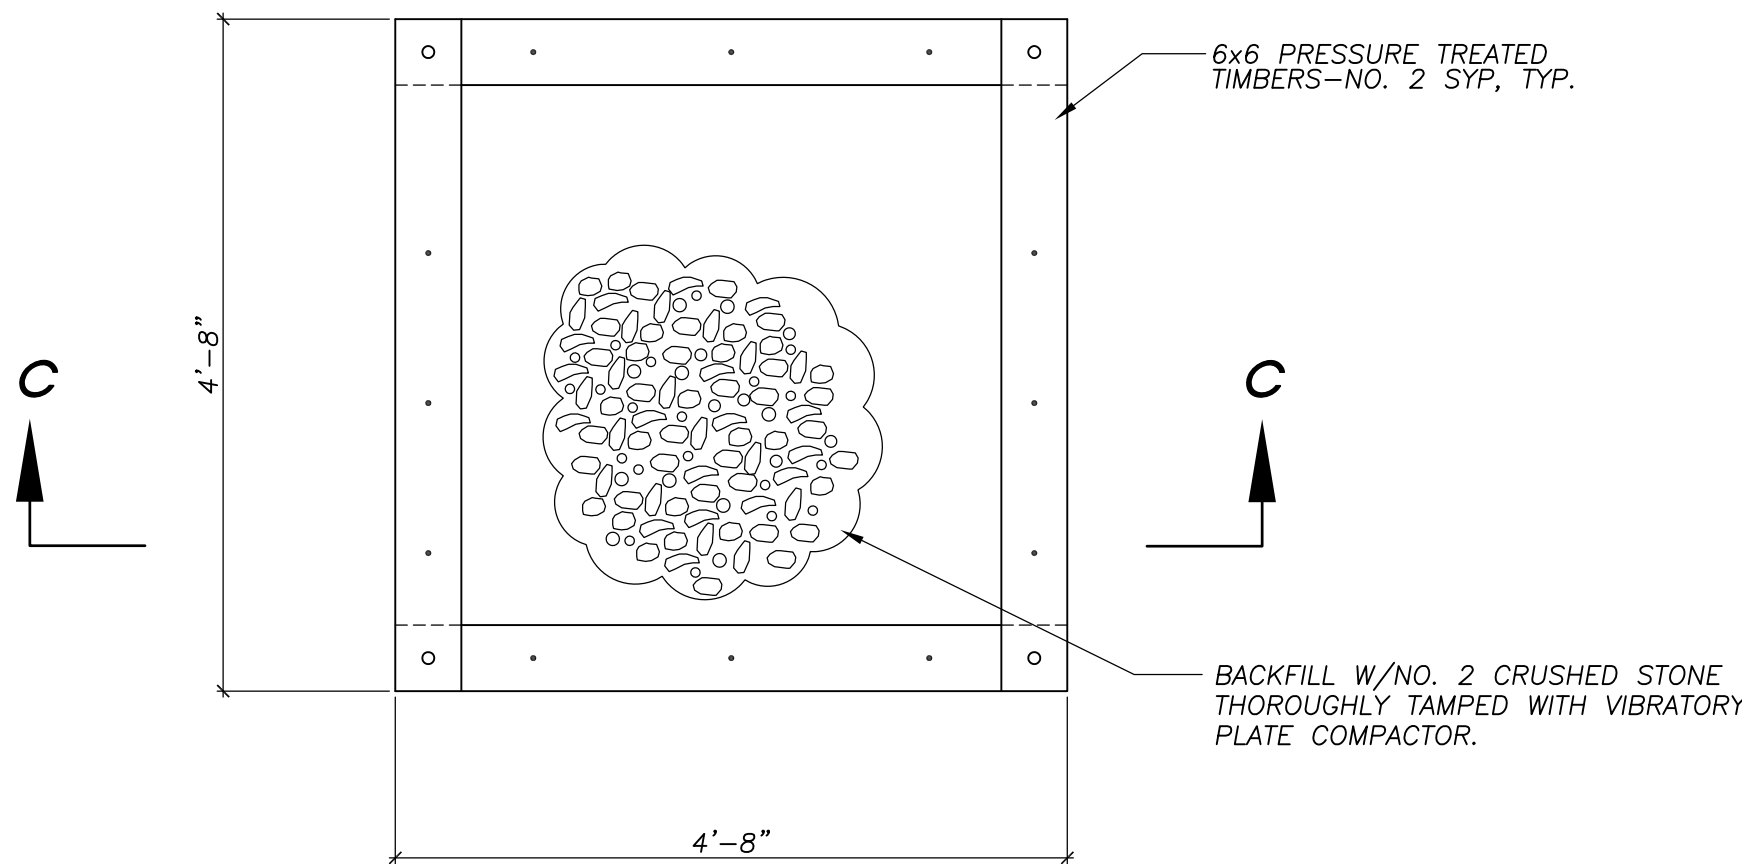 6x6 PRESSURE TREATED
TIMBERS-NO. 2 SYP, TYP.
4'-8"
C
C
BACKFILL W/NO. 2 CRUSHED STONE
THOROUGHLY TAMPED WITH VIBRATORY
PLATE COMPACTOR.
4'-8"